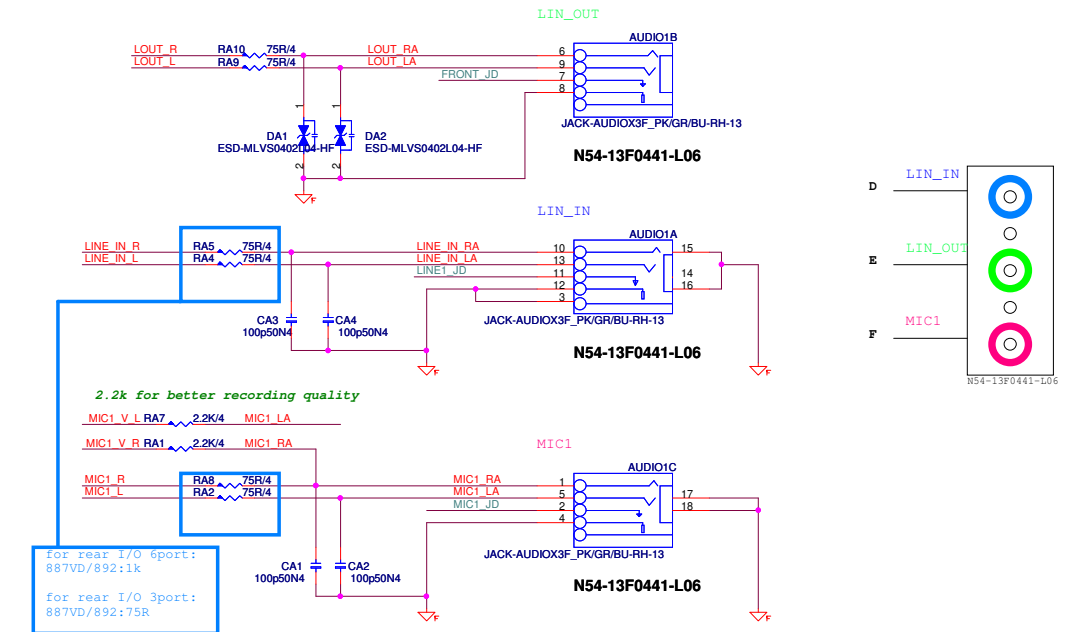 LIN_OUT
AUDIO1B
LOUT_R RA10 75R/4 LOUT_RA 6
LOUT_L RA9 75R/4 LOUT_LA 9
FRONT_JD 7
8
1 1
DA1 DA2
ESD-MLVS0402L04-HF ESD-MLVS0402L04-HF
2 2
F
JACK-AUDIOX3F_PK/GR/BU-RH-13
N54-13F0441-L06
LIN_IN
AUDIO1A
LINE_IN_R RA5 75R/4 LINE_IN_RA 10 15
LINE_IN_L RA4 75R/4 LINE_IN_LA 13
LINE1_JD 11 14
12 16
3
CA3 CA4
100p50N4 100p50N4
JACK-AUDIOX3F_PK/GR/BU-RH-13
N54-13F0441-L06
F F
2.2k for better recording quality
MIC1_V_L RA7 2.2K/4 MIC1_LA
MIC1_V_R RA1 2.2K/4 MIC1_RA
MIC1
AUDIO1C
MIC1_R RA8 75R/4 MIC1_RA 1
MIC1_L RA2 75R/4 MIC1_LA 5 17
MIC1_JD 2 18
4
JACK-AUDIOX3F_PK/GR/BU-RH-13
CA1 CA2
100p50N4 100p50N4
N54-13F0441-L06
F F
for rear I/O 6port:
887VD/892:1k
for rear I/O 3port:
887VD/892:75R
D LIN_IN
E LIN_OUT
F MIC1
N54-13F0441-L06